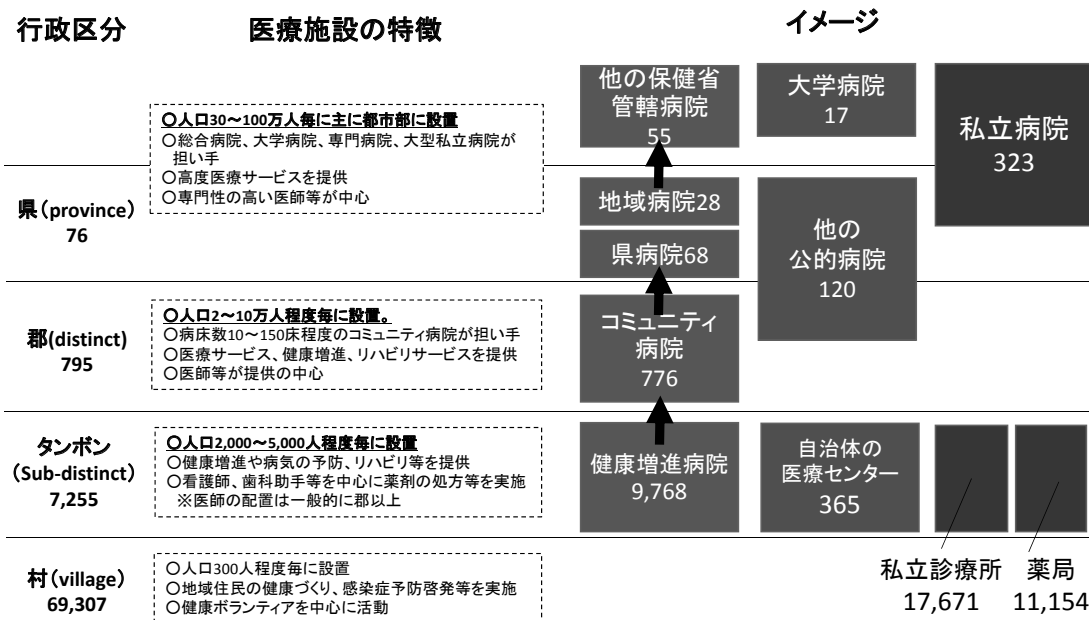 行政区分
医療施設の特徴
イメージ
〇人口30～100万人毎に主に都市部に設置
〇総合病院、大学病院、専門病院、大型私立病院が
担い手
〇高度医療サービスを提供
〇専門性の高い医師等が中心
他の保健省
管轄病院
55
大学病院
17
私立病院
323
県（province）
76
地域病院28
県病院68
他の
公的病院
120
郡(distinct)
795
〇人口2～10万人程度毎に設置。
〇病床数10～150床程度のコミュニティ病院が担い手
〇医療サービス、健康増進、リハビリサービスを提供
〇医師等が提供の中心
コミュニティ
病院
776
タンボン
（Sub-distinct）
7,255
〇人口2,000～5,000人程度毎に設置
〇健康増進や病気の予防、リハビリ等を提供
〇看護師、歯科助手等を中心に薬剤の処方等を実施
※医師の配置は一般的に郡以上
健康増進病院
9,768
自治体の
医療センター
365
村（village）
69,307
〇人口300人程度毎に設置
〇地域住民の健康づくり、感染症予防啓発等を実施
〇健康ボランティアを中心に活動
私立診療所
17,671
薬局
11,154